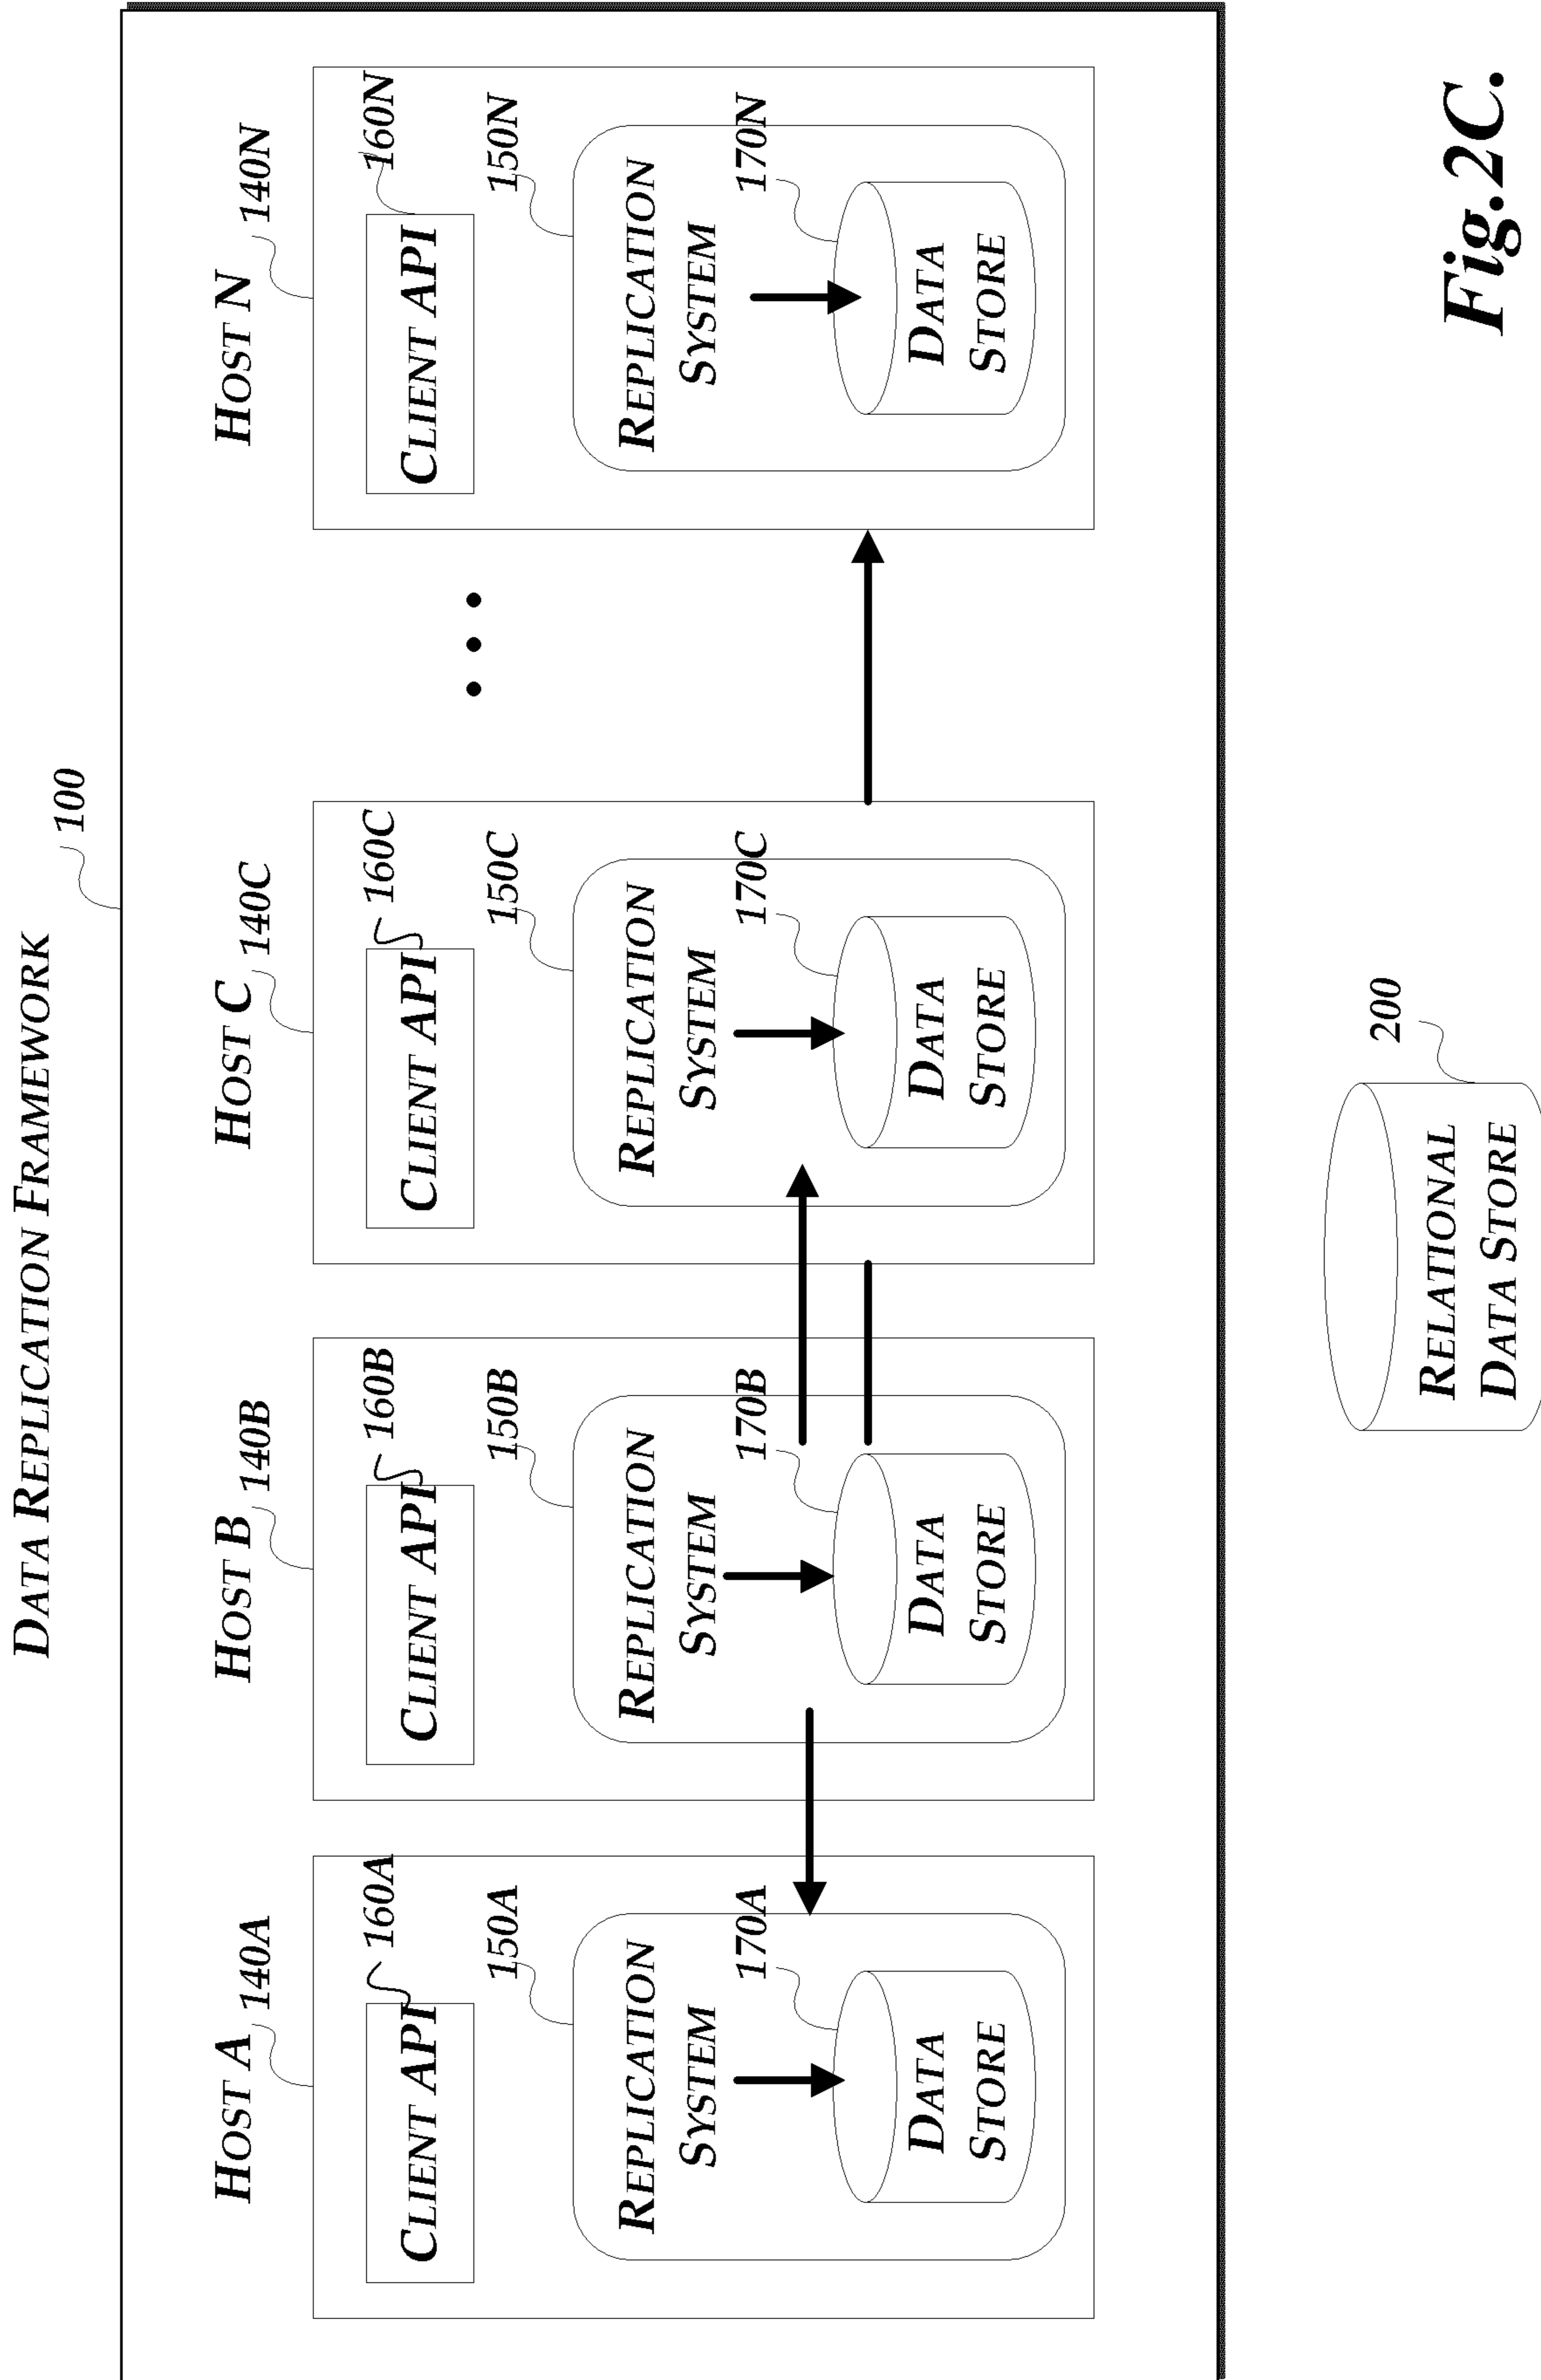 DATA REPLICATION FRAMEWORK
100
HOST A
140A
HOST B
140B
HOST C
140C
HOST N
140N
160A
CLIENT API
160B
CLIENT API
160C
CLIENT API
160N
CLIENT API
150A
150B
150C
150N
REPLICATION
SYSTEM
REPLICATION
SYSTEM
REPLICATION
SYSTEM
REPLICATION
SYSTEM
170A
170B
170C
170N
DATA
STORE
DATA
STORE
DATA
STORE
DATA
STORE
• • •
200
RELATIONAL
DATA STORE
Fig.2C.